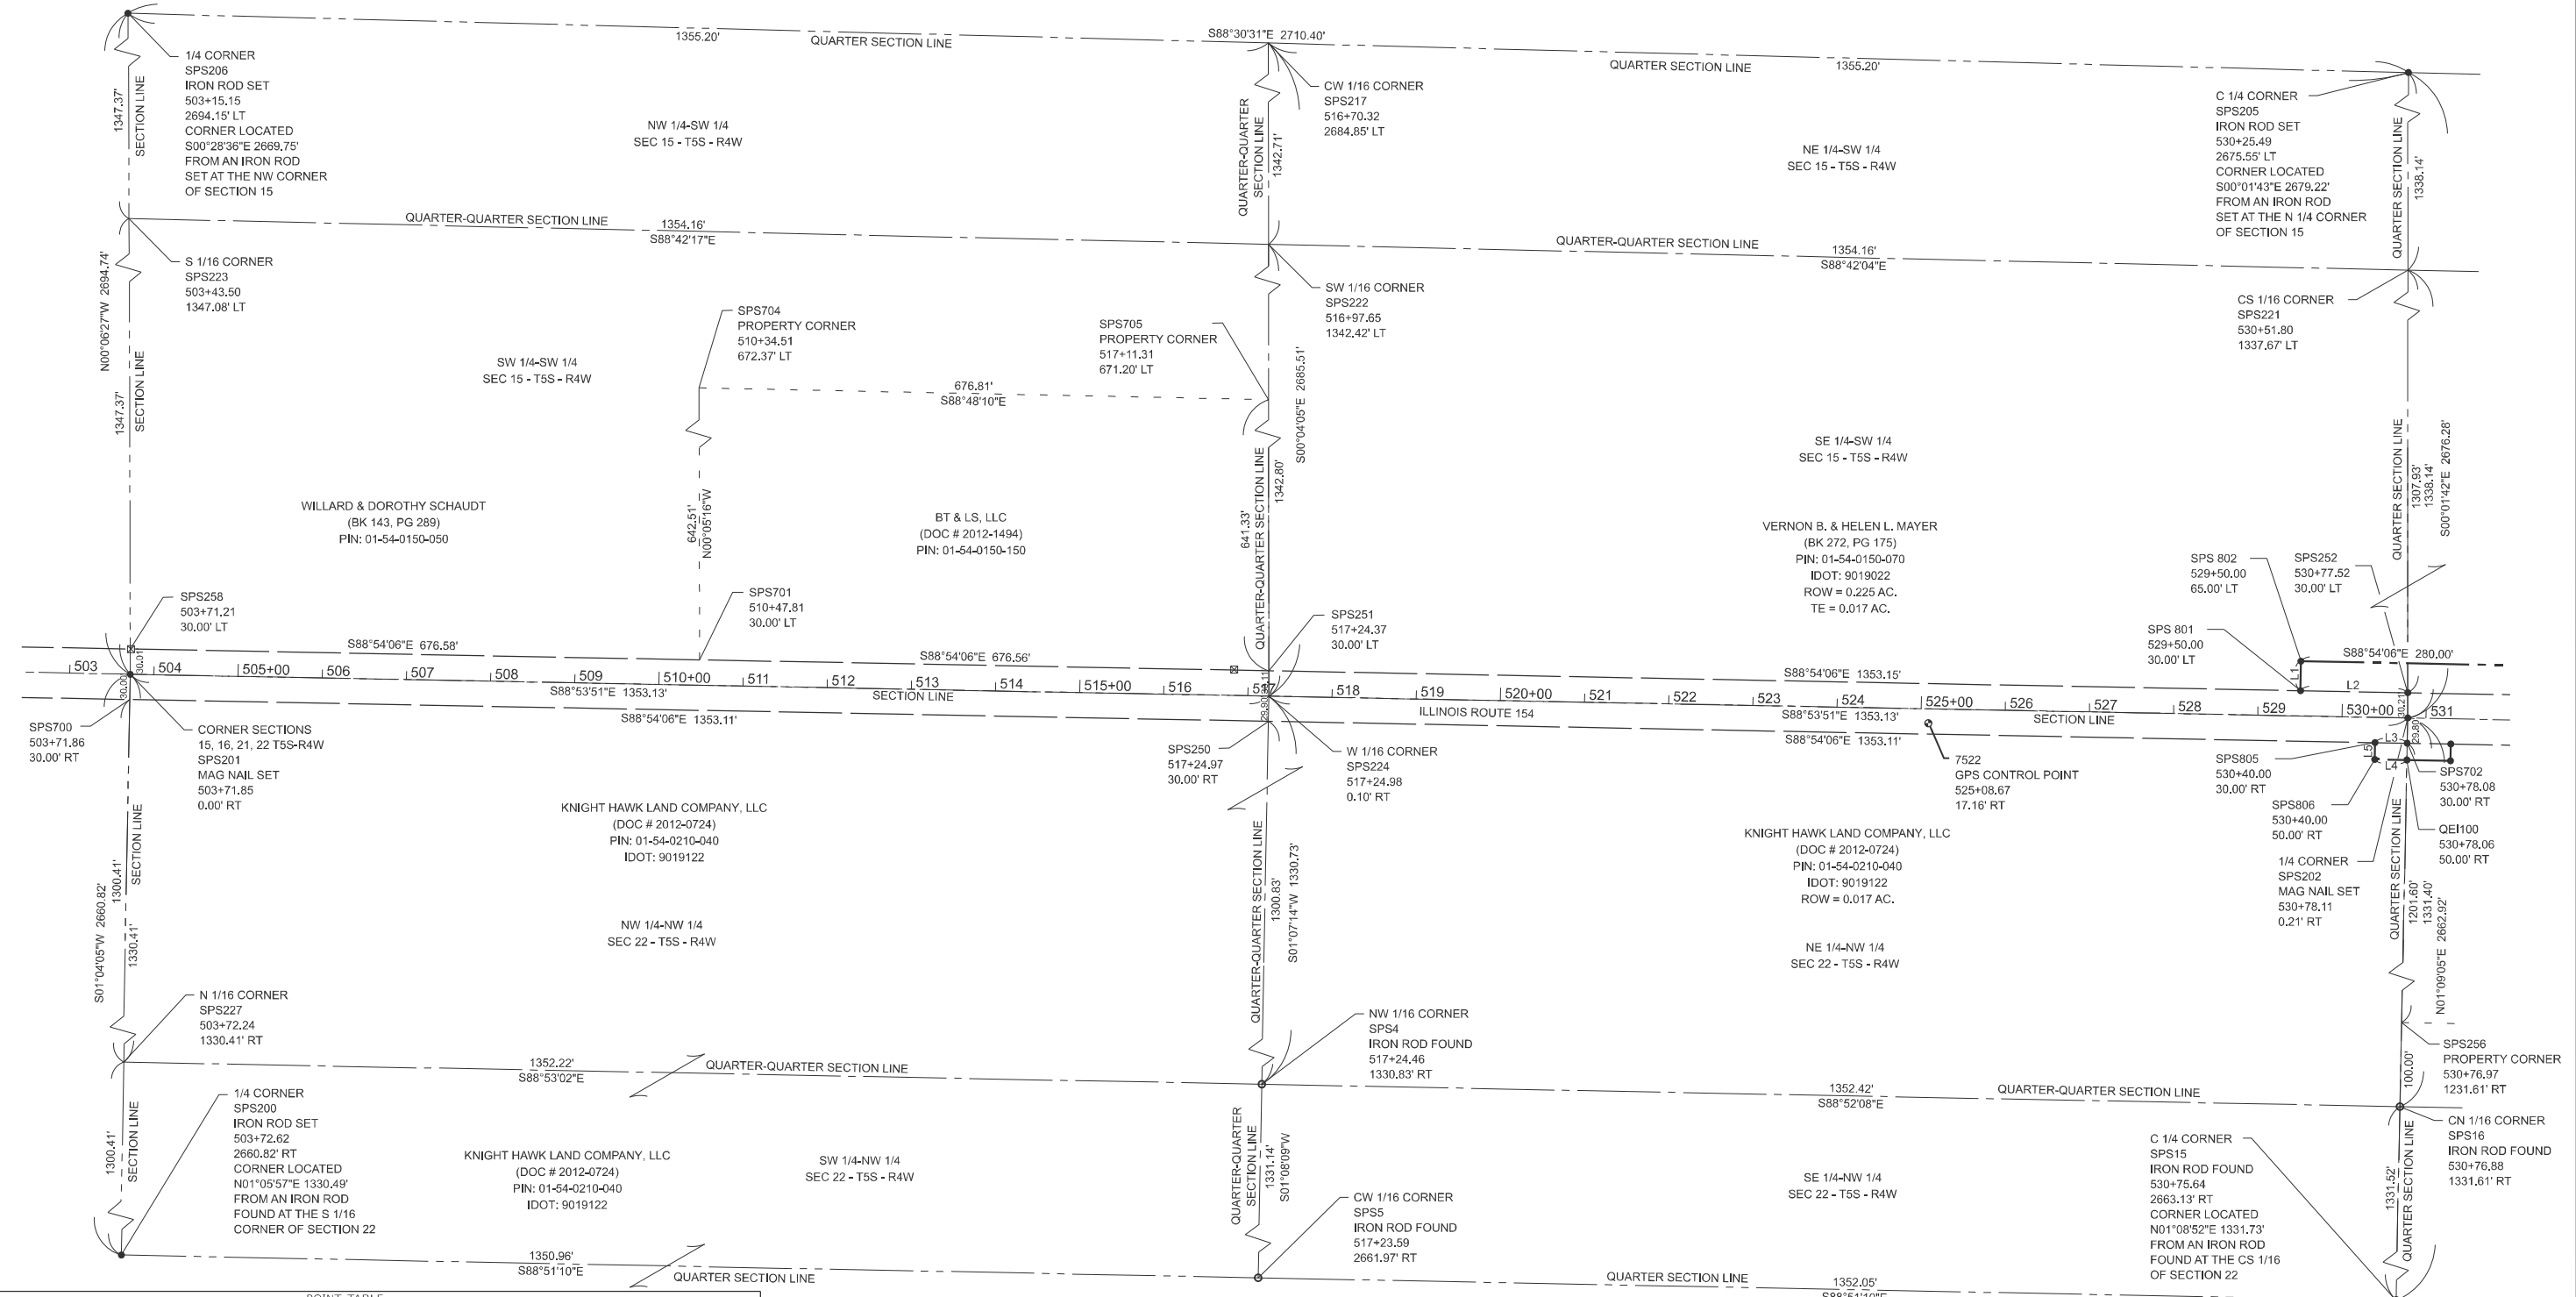 1355.20'
QUARTER SECTION LINE
S88°30'31"E 2710.40'
QUARTER SECTION LINE
1355.20'
1/4 CORNER
SPS206
IRON ROD SET
503+15.15
2694.15' LT
CORNER LOCATED
S00°28'36"E 2669.75'
FROM AN IRON ROD
SET AT THE NW CORNER
OF SECTION 15
1347.37'
SECTION LINE
NW 1/4-SW 1/4
SEC 15 - T5S - R4W
CW 1/16 CORNER
SPS217
516+70.32
2684.85' LT
QUARTER-QUARTER
SECTION LINE
1342.71'
NE 1/4-SW 1/4
SEC 15 - T5S - R4W
C 1/4 CORNER
SPS205
IRON ROD SET
530+25.49
2675.55' LT
CORNER LOCATED
S00°01'43"E 2679.22'
FROM AN IRON ROD
SET AT THE N 1/4 CORNER
OF SECTION 15
QUARTER SECTION LINE
1338.14'
QUARTER-QUARTER SECTION LINE
1354.16'
S88°42'17"E
QUARTER-QUARTER SECTION LINE
1354.16'
S88°42'04"E
S 1/16 CORNER
SPS223
503+43.50
1347.08' LT
N00°06'27"W 2694.74'
1347.37'
SECTION LINE
SW 1/16 CORNER
SPS222
516+97.65
1342.42' LT
CS 1/16 CORNER
SPS221
530+51.80
1337.67' LT
SPS704
PROPERTY CORNER
510+34.51
672.37' LT
SPS705
PROPERTY CORNER
517+11.31
671.20' LT
SW 1/4-SW 1/4
SEC 15 - T5S - R4W
676.81'
S88°48'10"E
S00°04'05"E 2685.51'
1342.80'
QUARTER-QUARTER SECTION LINE
641.33'
642.51'
N00°05'16"W
SE 1/4-SW 1/4
SEC 15 - T5S - R4W
QUARTER SECTION LINE
1307.93'
1338.14'
S00°01'42"E 2676.28'
WILLARD & DOROTHY SCHAUDT
(BK 143, PG 289)
PIN: 01-54-0150-050
BT & LS, LLC
(DOC # 2012-1494)
PIN: 01-54-0150-150
VERNON B. & HELEN L. MAYER
(BK 272, PG 175)
PIN: 01-54-0150-070
IDOT: 9019022
ROW = 0.225 AC.
TE = 0.017 AC.
SPS 802
529+50.00
65.00' LT
SPS252
530+77.52
30.00' LT
SPS 801
529+50.00
30.00' LT
SPS258
503+71.21
30.00' LT
SPS701
510+47.81
30.00' LT
SPS251
517+24.37
30.00' LT
S88°54'06"E 676.58'
S88°54'06"E 676.56'
S88°54'06"E 1353.15'
S88°54'06"E 280.00'
L1
L2
30.01'
30.00'
29.90'
30.21'
29.80'
503
504
505+00
506
507
508
509
510+00
511
512
513
514
515+00
516
517
518
519
520+00
521
522
523
524
525+00
526
527
528
529
530+00
531
S88°53'51"E 1353.13'
SECTION LINE
ILLINOIS ROUTE 154
S88°53'51"E 1353.13'
SECTION LINE
S88°54'06"E 1353.11'
S88°54'06"E 1353.11'
L3
L4
L5
SPS700
503+71.86
30.00' RT
CORNER SECTIONS
15, 16, 21, 22 T5S-R4W
SPS201
MAG NAIL SET
503+71.85
0.00' RT
SPS250
517+24.97
30.00' RT
W 1/16 CORNER
SPS224
517+24.98
0.10' RT
7522
GPS CONTROL POINT
525+08.67
17.16' RT
SPS805
530+40.00
30.00' RT
SPS702
530+78.08
30.00' RT
SPS806
530+40.00
50.00' RT
QEI100
530+78.06
50.00' RT
1/4 CORNER
SPS202
MAG NAIL SET
530+78.11
0.21' RT
KNIGHT HAWK LAND COMPANY, LLC
(DOC # 2012-0724)
PIN: 01-54-0210-040
IDOT: 9019122
KNIGHT HAWK LAND COMPANY, LLC
(DOC # 2012-0724)
PIN: 01-54-0210-040
IDOT: 9019122
ROW = 0.017 AC.
S01°04'05"W 2660.82'
1300.41'
1330.41'
SECTION LINE
QUARTER-QUARTER SECTION LINE
1300.83'
S01°07'14"W 1330.73'
QUARTER SECTION LINE
1201.60'
1331.40'
N01°09'05"E 2662.92'
NW 1/4-NW 1/4
SEC 22 - T5S - R4W
NE 1/4-NW 1/4
SEC 22 - T5S - R4W
N 1/16 CORNER
SPS227
503+72.24
1330.41' RT
NW 1/16 CORNER
SPS4
IRON ROD FOUND
517+24.46
1330.83' RT
SPS256
PROPERTY CORNER
530+76.97
1231.61' RT
100.00'
1352.22'
S88°53'02"E
QUARTER-QUARTER SECTION LINE
1352.42'
S88°52'08"E
QUARTER-QUARTER SECTION LINE
1/4 CORNER
SPS200
IRON ROD SET
503+72.62
2660.82' RT
CORNER LOCATED
N01°05'57"E 1330.49'
FROM AN IRON ROD
FOUND AT THE S 1/16
CORNER OF SECTION 22
1300.41'
SECTION LINE
KNIGHT HAWK LAND COMPANY, LLC
(DOC # 2012-0724)
PIN: 01-54-0210-040
IDOT: 9019122
SW 1/4-NW 1/4
SEC 22 - T5S - R4W
QUARTER-QUARTER
SECTION LINE
1331.14'
S01°08'09"W
CW 1/16 CORNER
SPS5
IRON ROD FOUND
517+23.59
2661.97' RT
SE 1/4-NW 1/4
SEC 22 - T5S - R4W
C 1/4 CORNER
SPS15
IRON ROD FOUND
530+75.64
2663.13' RT
CORNER LOCATED
N01°08'52"E 1331.73'
FROM AN IRON ROD
FOUND AT THE CS 1/16
OF SECTION 22
1331.52'
QUARTER SECTION LINE
CN 1/16 CORNER
SPS16
IRON ROD FOUND
530+76.88
1331.61' RT
1350.96'
S88°51'10"E
QUARTER SECTION LINE
QUARTER SECTION LINE
1352.05'
S88°51'10"E
POINT TABLE